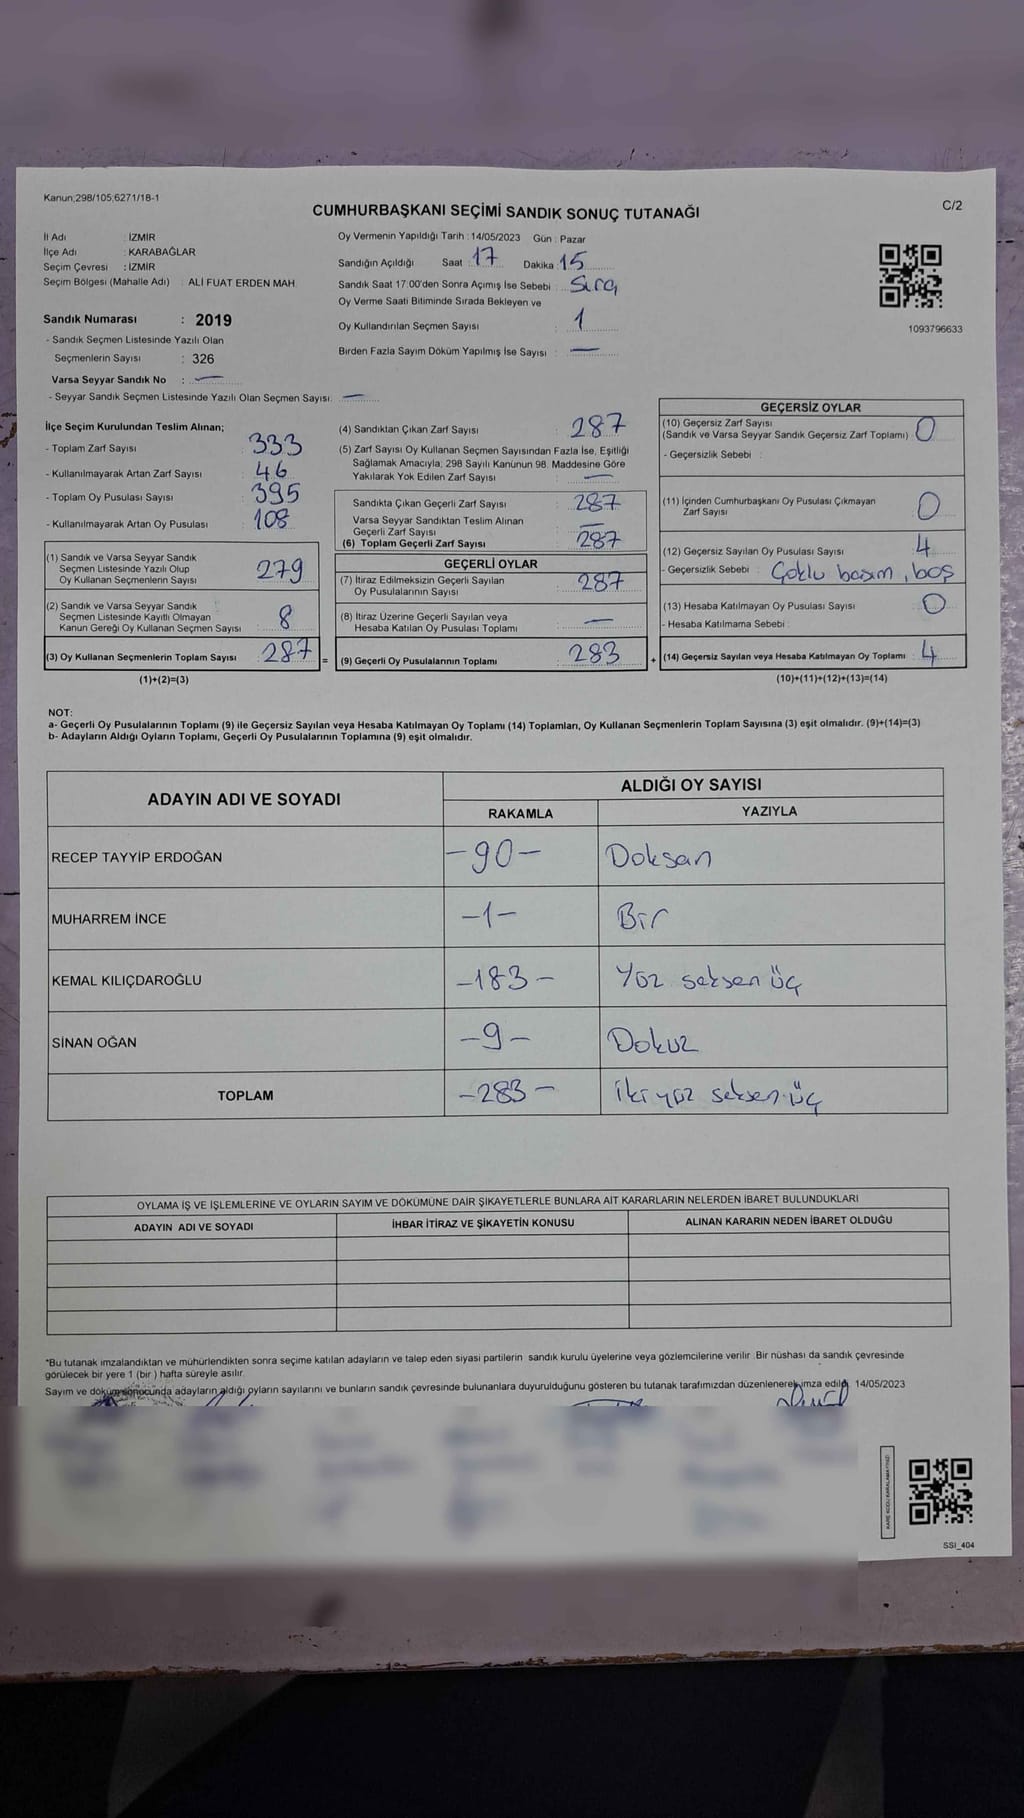 Kanun;298/105;6271/18-1
C/2
CUMHURBAŞKANI SEÇİMİ SANDIK SONUÇ TUTANAĞI
İl Adı : İZMİR
İlçe Adı : KARABAĞLAR
Seçim Çevresi : İZMİR
Seçim Bölgesi (Mahalle Adı) : ALİ FUAT ERDEN MAH.
Sandık Numarası : 2019
- Sandık Seçmen Listesinde Yazılı Olan
Seçmenlerin Sayısı : 326
Varsa Seyyar Sandık No : —
- Seyyar Sandık Seçmen Listesinde Yazılı Olan Seçmen Sayısı: —
Oy Vermenin Yapıldığı Tarih : 14/05/2023 Gün : Pazar
Sandığın Açıldığı Saat : 17 Dakika : 15
Sandık Saat 17:00'den Sonra Açımış İse Sebebi : Sıra
Oy Verme Saati Bitiminde Sırada Bekleyen ve
Oy Kullandırılan Seçmen Sayısı : 1
Birden Fazla Sayım Döküm Yapılmış İse Sayısı : —
1093796633
İlçe Seçim Kurulundan Teslim Alınan;
- Toplam Zarf Sayısı : 333
- Kullanılmayarak Artan Zarf Sayısı : 46
- Toplam Oy Pusulası Sayısı : 395
- Kullanılmayarak Artan Oy Pusulası : 108
(1) Sandık ve Varsa Seyyar Sandık
Seçmen Listesinde Yazılı Olup
Oy Kullanan Seçmenlerin Sayısı : 279
(2) Sandık ve Varsa Seyyar Sandık
Seçmen Listesinde Kayıtlı Olmayan
Kanun Gereği Oy Kullanan Seçmen Sayısı : 8
(3) Oy Kullanan Seçmenlerin Toplam Sayısı : 287
(1)+(2)=(3)
(4) Sandıktan Çıkan Zarf Sayısı : 287
(5) Zarf Sayısı Oy Kullanan Seçmen Sayısından Fazla İse, Eşitliği
Sağlamak Amacıyla; 298 Sayılı Kanunun 98. Maddesine Göre
Yakılarak Yok Edilen Zarf Sayısı : —
Sandıkta Çıkan Geçerli Zarf Sayısı : 287
Varsa Seyyar Sandıktan Teslim Alınan
Geçerli Zarf Sayısı : —
(6) Toplam Geçerli Zarf Sayısı : 287
GEÇERLİ OYLAR
(7) İtiraz Edilmeksizin Geçerli Sayılan
Oy Pusulalarının Sayısı : 287
(8) İtiraz Üzerine Geçerli Sayılan veya
Hesaba Katılan Oy Pusulası Toplamı : —
= (9) Geçerli Oy Pusulalarının Toplamı : 283
GEÇERSİZ OYLAR
(10) Geçersiz Zarf Sayısı
(Sandık ve Varsa Seyyar Sandık Geçersiz Zarf Toplamı) : 0
- Geçersizlik Sebebi :
(11) İçinden Cumhurbaşkanı Oy Pusulası Çıkmayan
Zarf Sayısı : 0
(12) Geçersiz Sayılan Oy Pusulası Sayısı : 4
- Geçersizlik Sebebi : Çoklu basım, boş
(13) Hesaba Katılmayan Oy Pusulası Sayısı : 0
- Hesaba Katılmama Sebebi :
+ (14) Geçersiz Sayılan veya Hesaba Katılmayan Oy Toplamı : 4
(10)+(11)+(12)+(13)=(14)
NOT:
a- Geçerli Oy Pusulalarının Toplamı (9) ile Geçersiz Sayılan veya Hesaba Katılmayan Oy Toplamı (14) Toplamları, Oy Kullanan Seçmenlerin Toplam Sayısına (3) eşit olmalıdır. (9)+(14)=(3)
b- Adayların Aldığı Oyların Toplamı, Geçerli Oy Pusulalarının Toplamına (9) eşit olmalıdır.
ADAYIN ADI VE SOYADI
ALDIĞI OY SAYISI
RAKAMLA YAZIYLA
RECEP TAYYİP ERDOĞAN -90- Doksan
MUHARREM İNCE -1- Bir
KEMAL KILIÇDAROĞLU -183- Yüz seksen üç
SİNAN OĞAN -9- Dokuz
TOPLAM -283- İki yüz seksen üç
OYLAMA İŞ VE İŞLEMLERİNE VE OYLARIN SAYIM VE DÖKÜMÜNE DAİR ŞİKAYETLERLE BUNLARA AİT KARARLARIN NELERDEN İBARET BULUNDUKLARI
ADAYIN ADI VE SOYADI İHBAR İTİRAZ VE ŞİKAYETİN KONUSU ALINAN KARARIN NEDEN İBARET OLDUĞU
*Bu tutanak imzalandıktan ve mühürlendikten sonra seçime katılan adayların ve talep eden siyasi partilerin sandık kurulu üyelerine veya gözlemcilerine verilir. Bir nüshası da sandık çevresinde
görülecek bir yere 1 (bir) hafta süreyle asılır.
Sayım ve döküm sonucunda adayların aldığı oyların sayılarını ve bunların sandık çevresinde bulunanlara duyurulduğunu gösteren bu tutanak tarafımızdan düzenlenerek imza edildi. 14/05/2023
KARE KODU KARALAMAYINIZ!
SSI_404